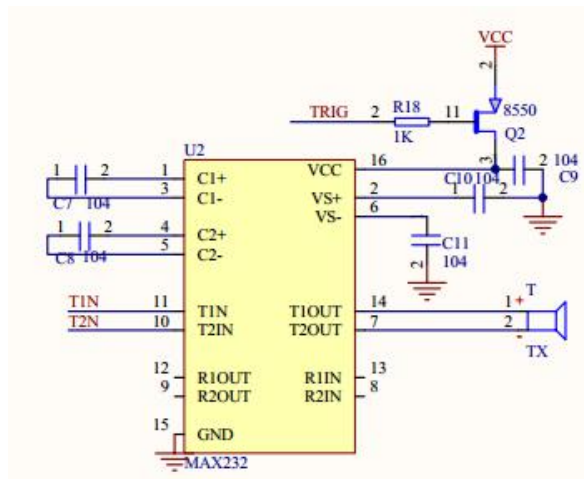 VCC
2
TRIG 2 R18 11 8550
1K Q2
U2
16 3 2 104
1 2 1 C1+ VCC C10 104 C9
3 C1- VS+ 2 1 2
C7 104 VS- 6
1 2 4 C2+
5 C2- C11
C8 104 2 104
T1N 11 T1N T1OUT 14 1 + T
T2N 10 T2IN T2OUT 7 2 - TX
12 R1OUT R1IN 13
9 R2OUT R2IN 8
15 GND
MAX232